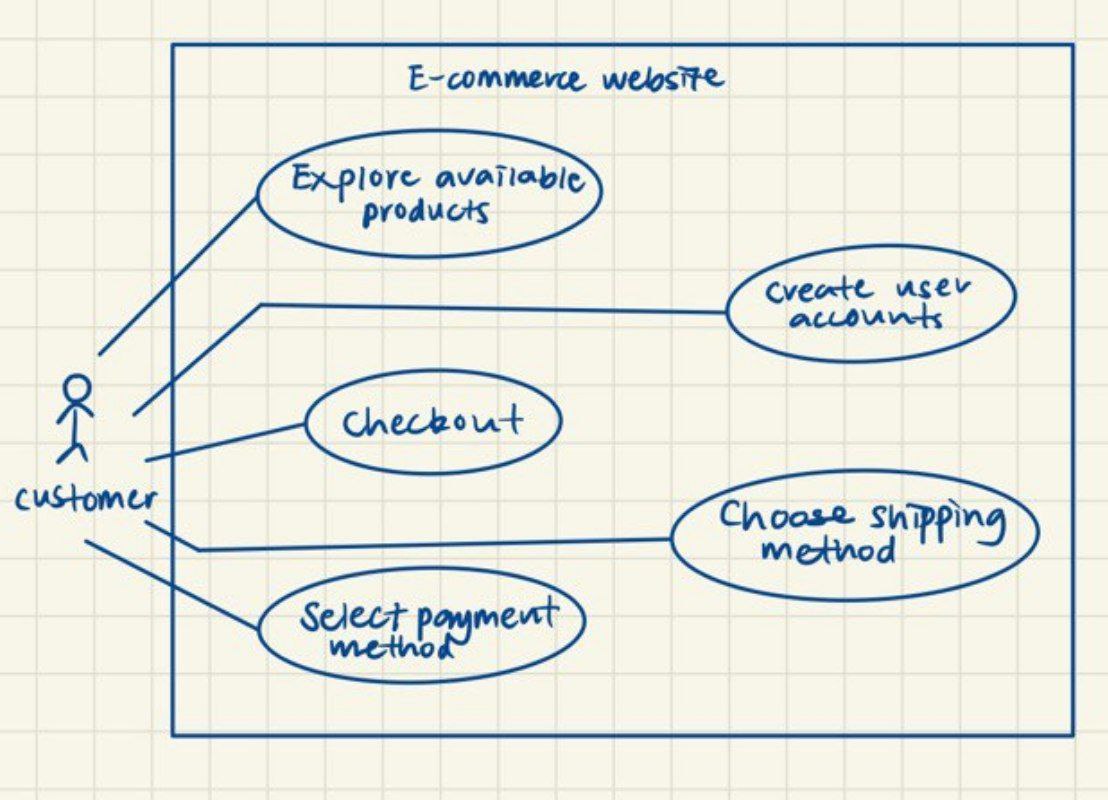 E-commerce website
Explore available
products
create user
accounts
checkout
customer
Choose shipping
method
Select payment
method